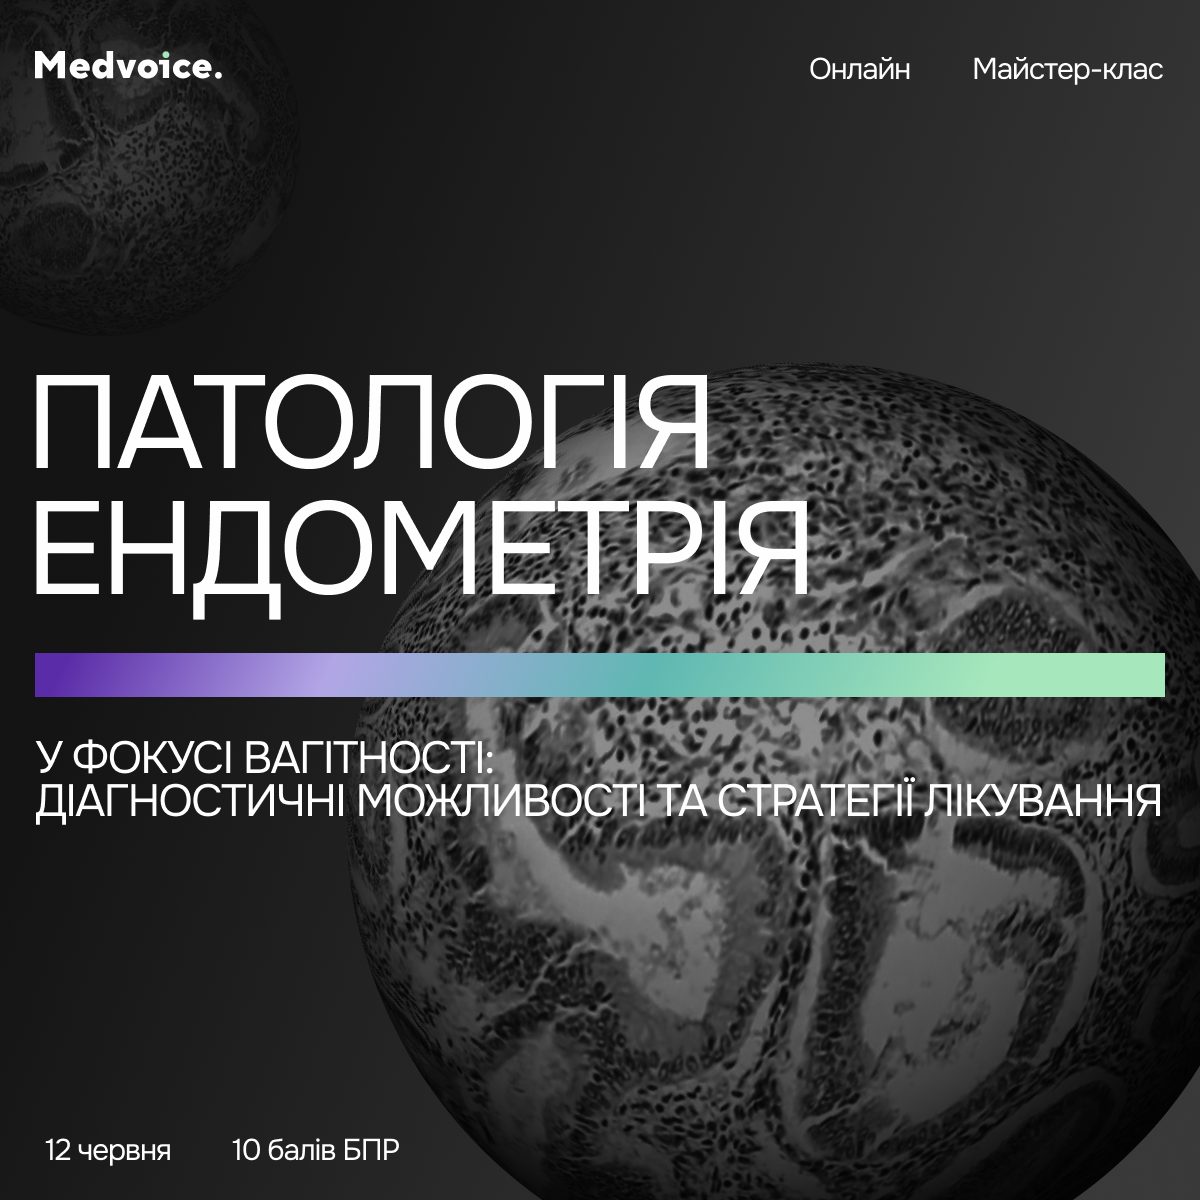 Medvoice.
Онлайн Майстер-клас
ПАТОЛОГІЯ
ЕНДОМЕТРІЯ
У ФОКУСІ ВАГІТНОСТІ:
ДІАГНОСТИЧНІ МОЖЛИВОСТІ ТА СТРАТЕГІЇ ЛІКУВАННЯ
12 червня 10 балів БПР